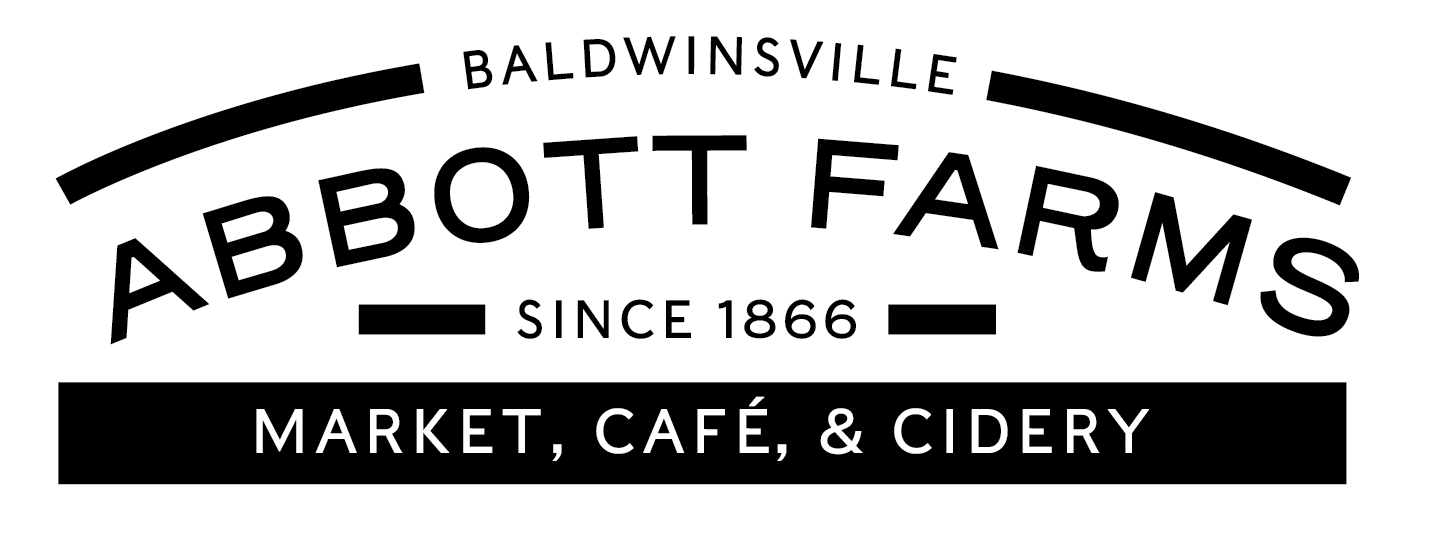 BALDWINSVILLE
ABBOTT FARMS
SINCE 1866
MARKET, CAFÉ, & CIDERY